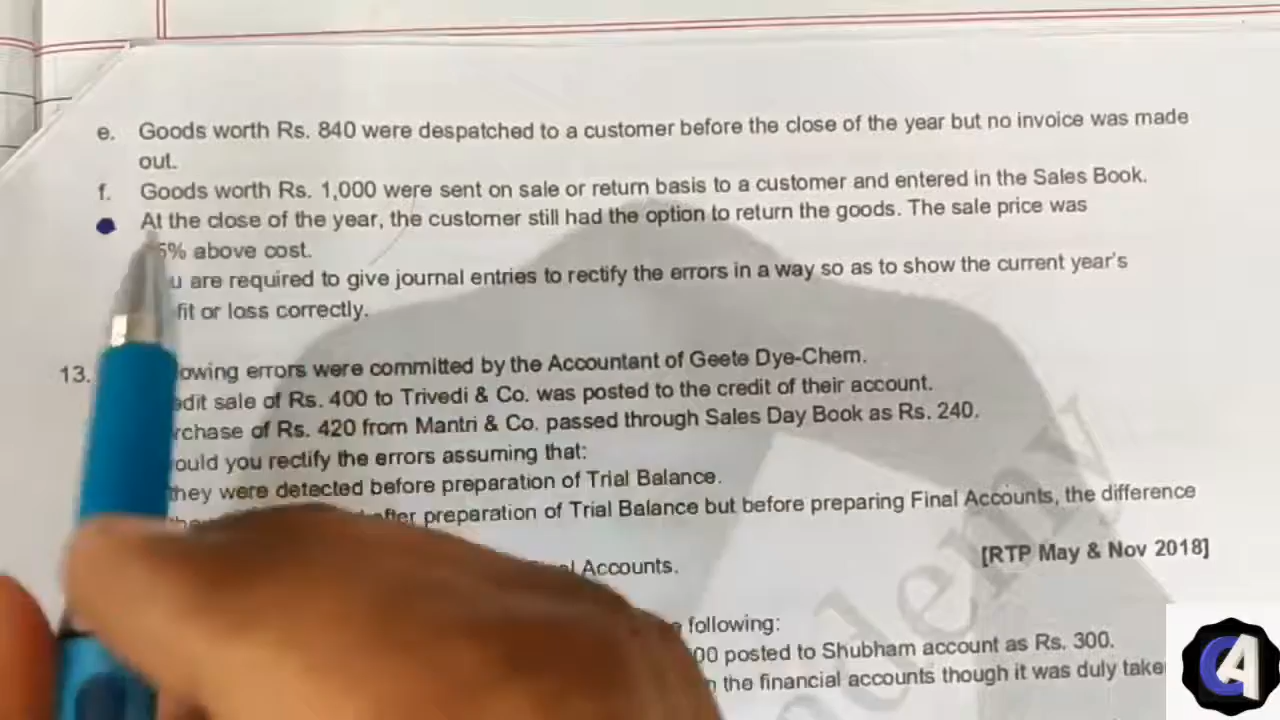 e. Goods worth Rs. 840 were despatched to a customer before the close of the year but no invoice was made
out.
f. Goods worth Rs. 1,000 were sent on sale or return basis to a customer and entered in the Sales Book.
At the close of the year, the customer still had the option to return the goods. The sale price was
5% above cost.
u are required to give journal entries to rectify the errors in a way so as to show the current year's
fit or loss correctly.
13. owing errors were committed by the Accountant of Geete Dye-Chem.
edit sale of Rs. 400 to Trivedi & Co. was posted to the credit of their account.
rchase of Rs. 420 from Mantri & Co. passed through Sales Day Book as Rs. 240.
ould you rectify the errors assuming that:
they were detected before preparation of Trial Balance.
after preparation of Trial Balance but before preparing Final Accounts, the difference
[RTP May & Nov 2018]
al Accounts.
following:
00 posted to Shubham account as Rs. 300.
the financial accounts though it was duly take
demy
CA